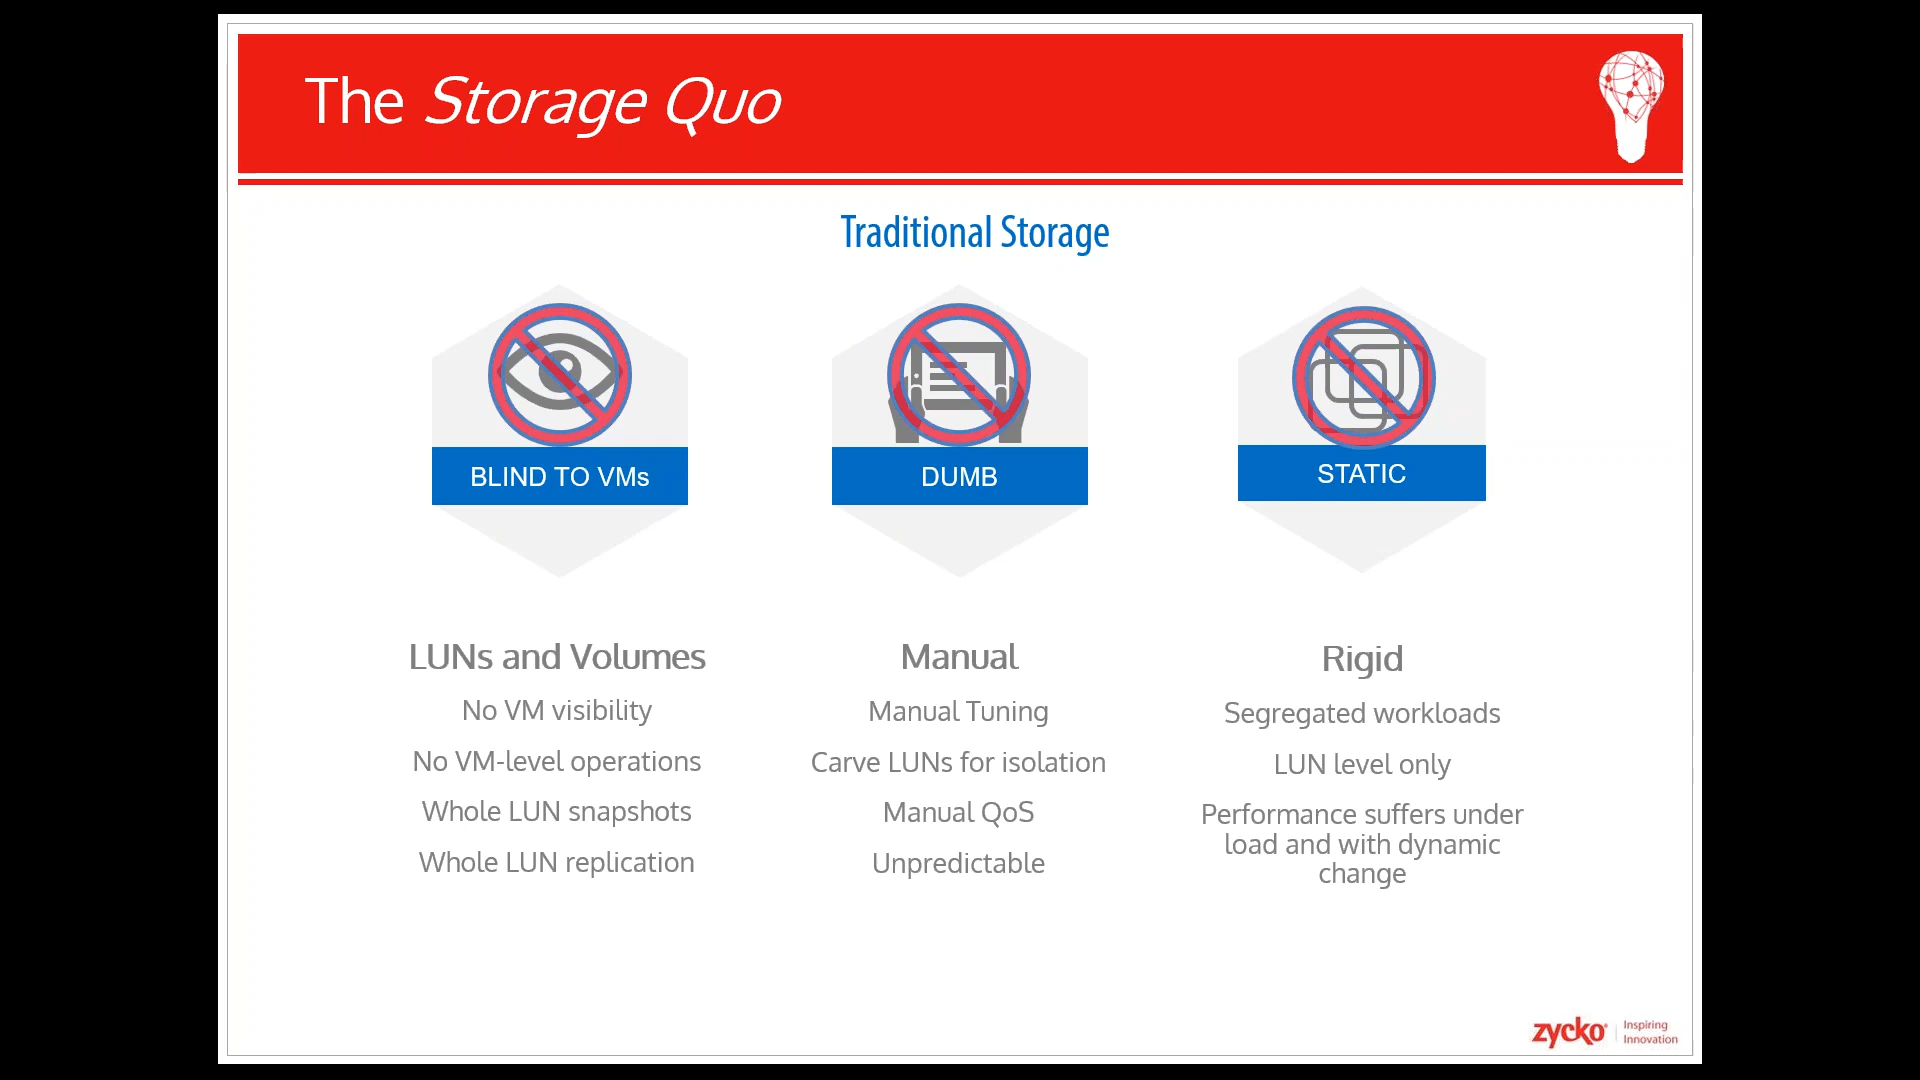 The Storage Quo
Traditional Storage
BLIND TO VMs
DUMB
STATIC
LUNs and Volumes
No VM visibility
No VM-level operations
Whole LUN snapshots
Whole LUN replication
Manual
Manual Tuning
Carve LUNs for isolation
Manual QoS
Unpredictable
Rigid
Segregated workloads
LUN level only
Performance suffers under
load and with dynamic
change
zycko
Inspiring
Innovation